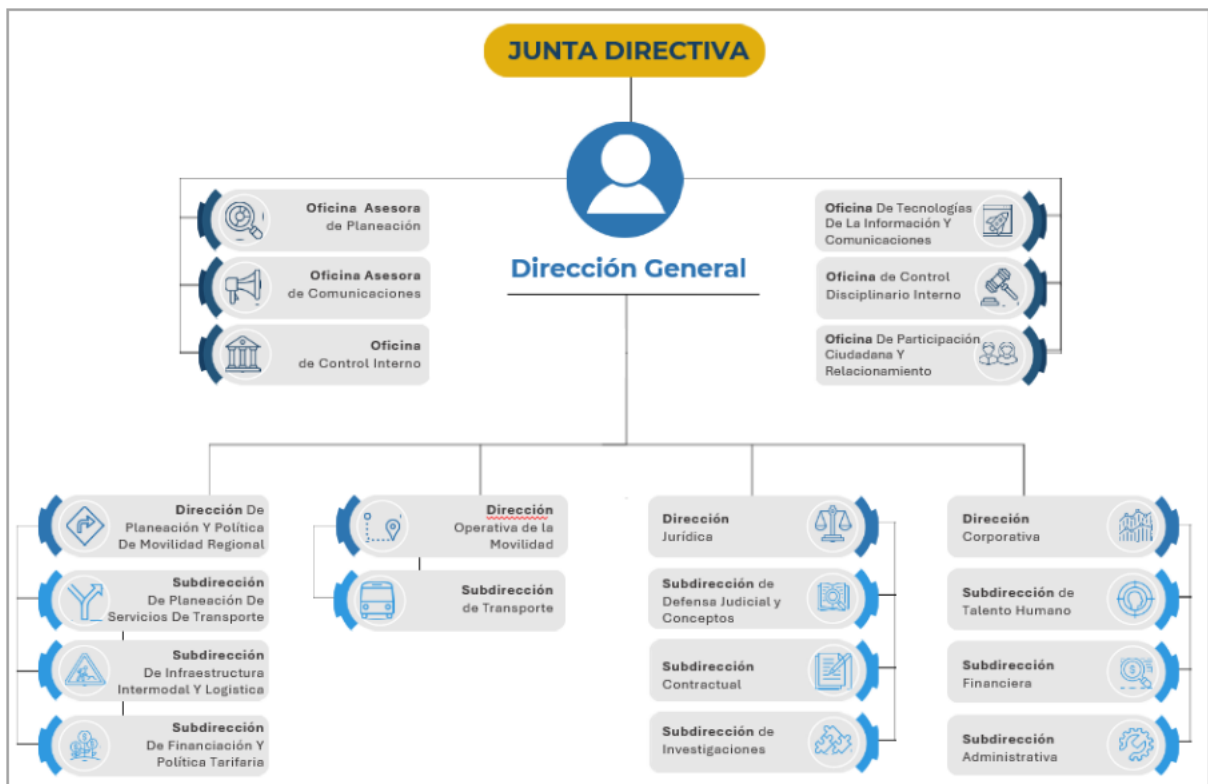 JUNTA DIRECTIVA
Oficina Asesora
de Planeación
Oficina Asesora
de Comunicaciones
Oficina
de Control Interno
Dirección General
Oficina De Tecnologías
De La Información Y
Comunicaciones
Oficina de Control
Disciplinario Interno
Oficina De Participación
Ciudadana Y
Relacionamiento
Dirección De
Planeación Y Política
De Movilidad Regional
Subdirección
De Planeación De
Servicios De Transporte
Subdirección
De Infraestructura
Intermodal Y Logistica
Subdirección
De Financiación Y
Política Tarifaria
Dirección
Operativa de la
Movilidad
Subdirección
de Transporte
Dirección
Jurídica
Subdirección de
Defensa Judicial y
Conceptos
Subdirección
Contractual
Subdirección de
Investigaciones
Dirección
Corporativa
Subdirección de
Talento Humano
Subdirección
Financiera
Subdirección
Administrativa